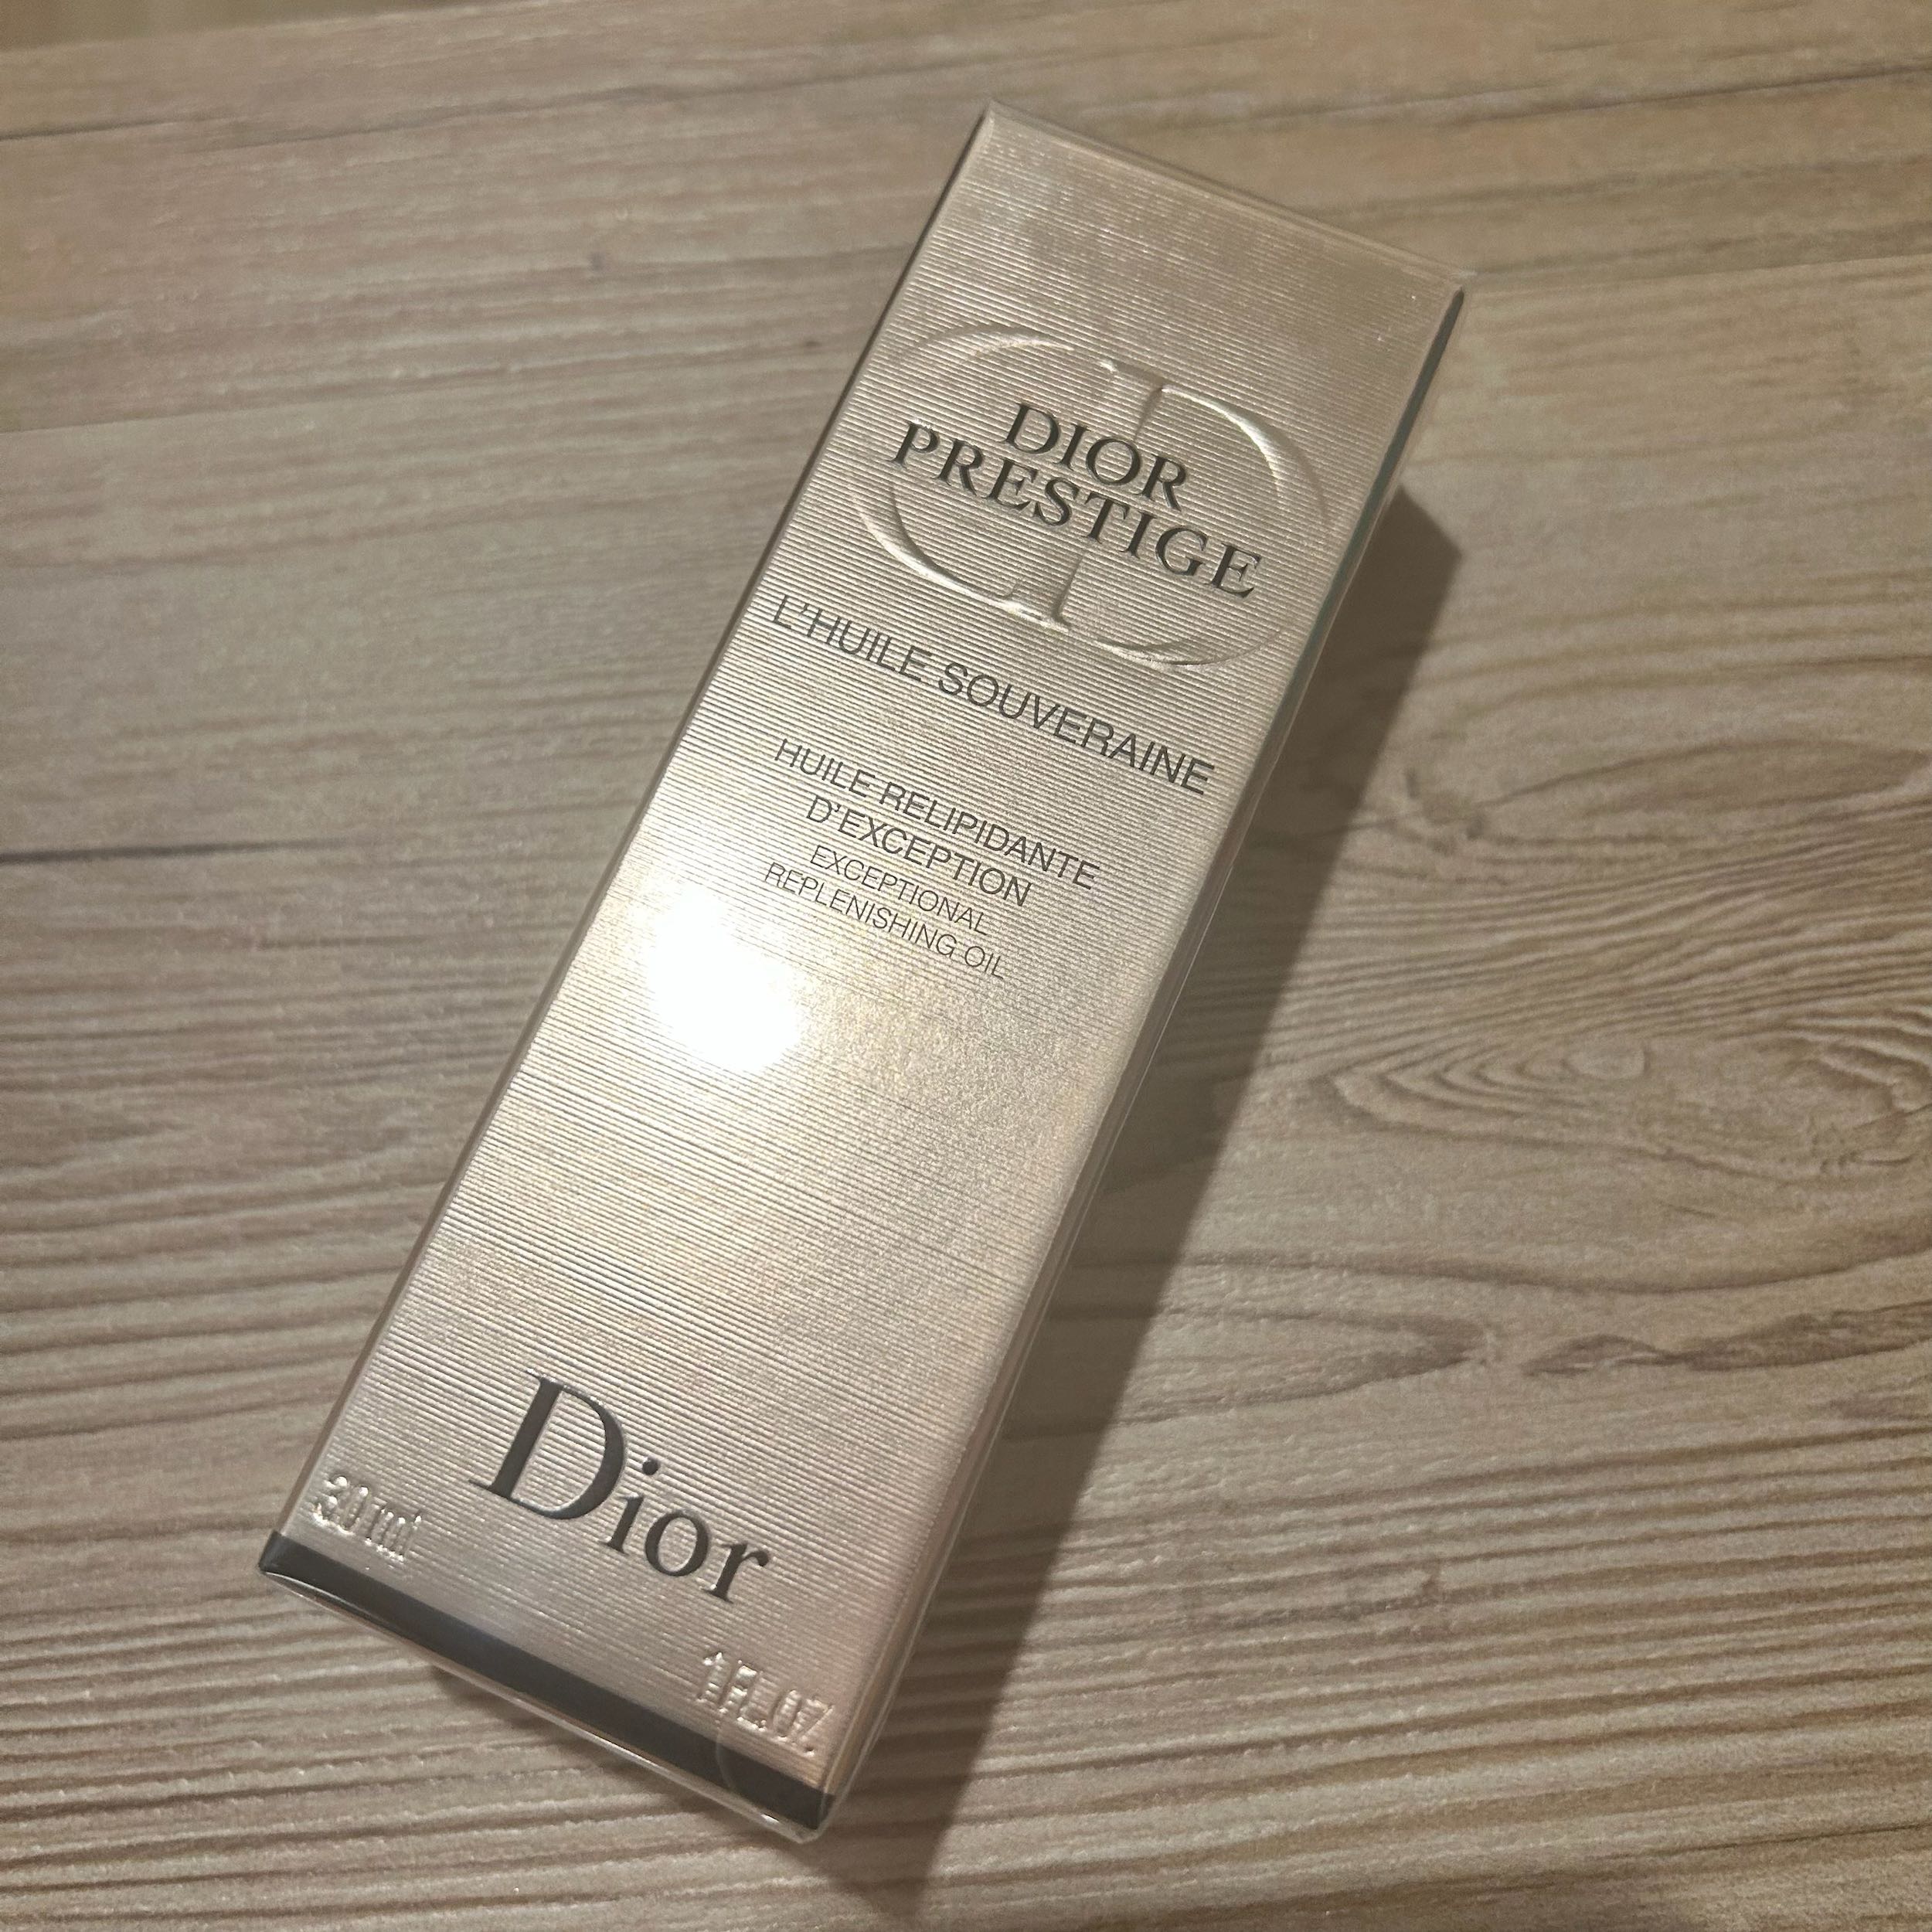 DIOR
PRESTIGE
L'HUILE SOUVERAINE
HUILE RELIPIDANTE
D'EXCEPTION
EXCEPTIONAL
REPLENISHING OIL
Dior
30 ml
1 FL.OZ